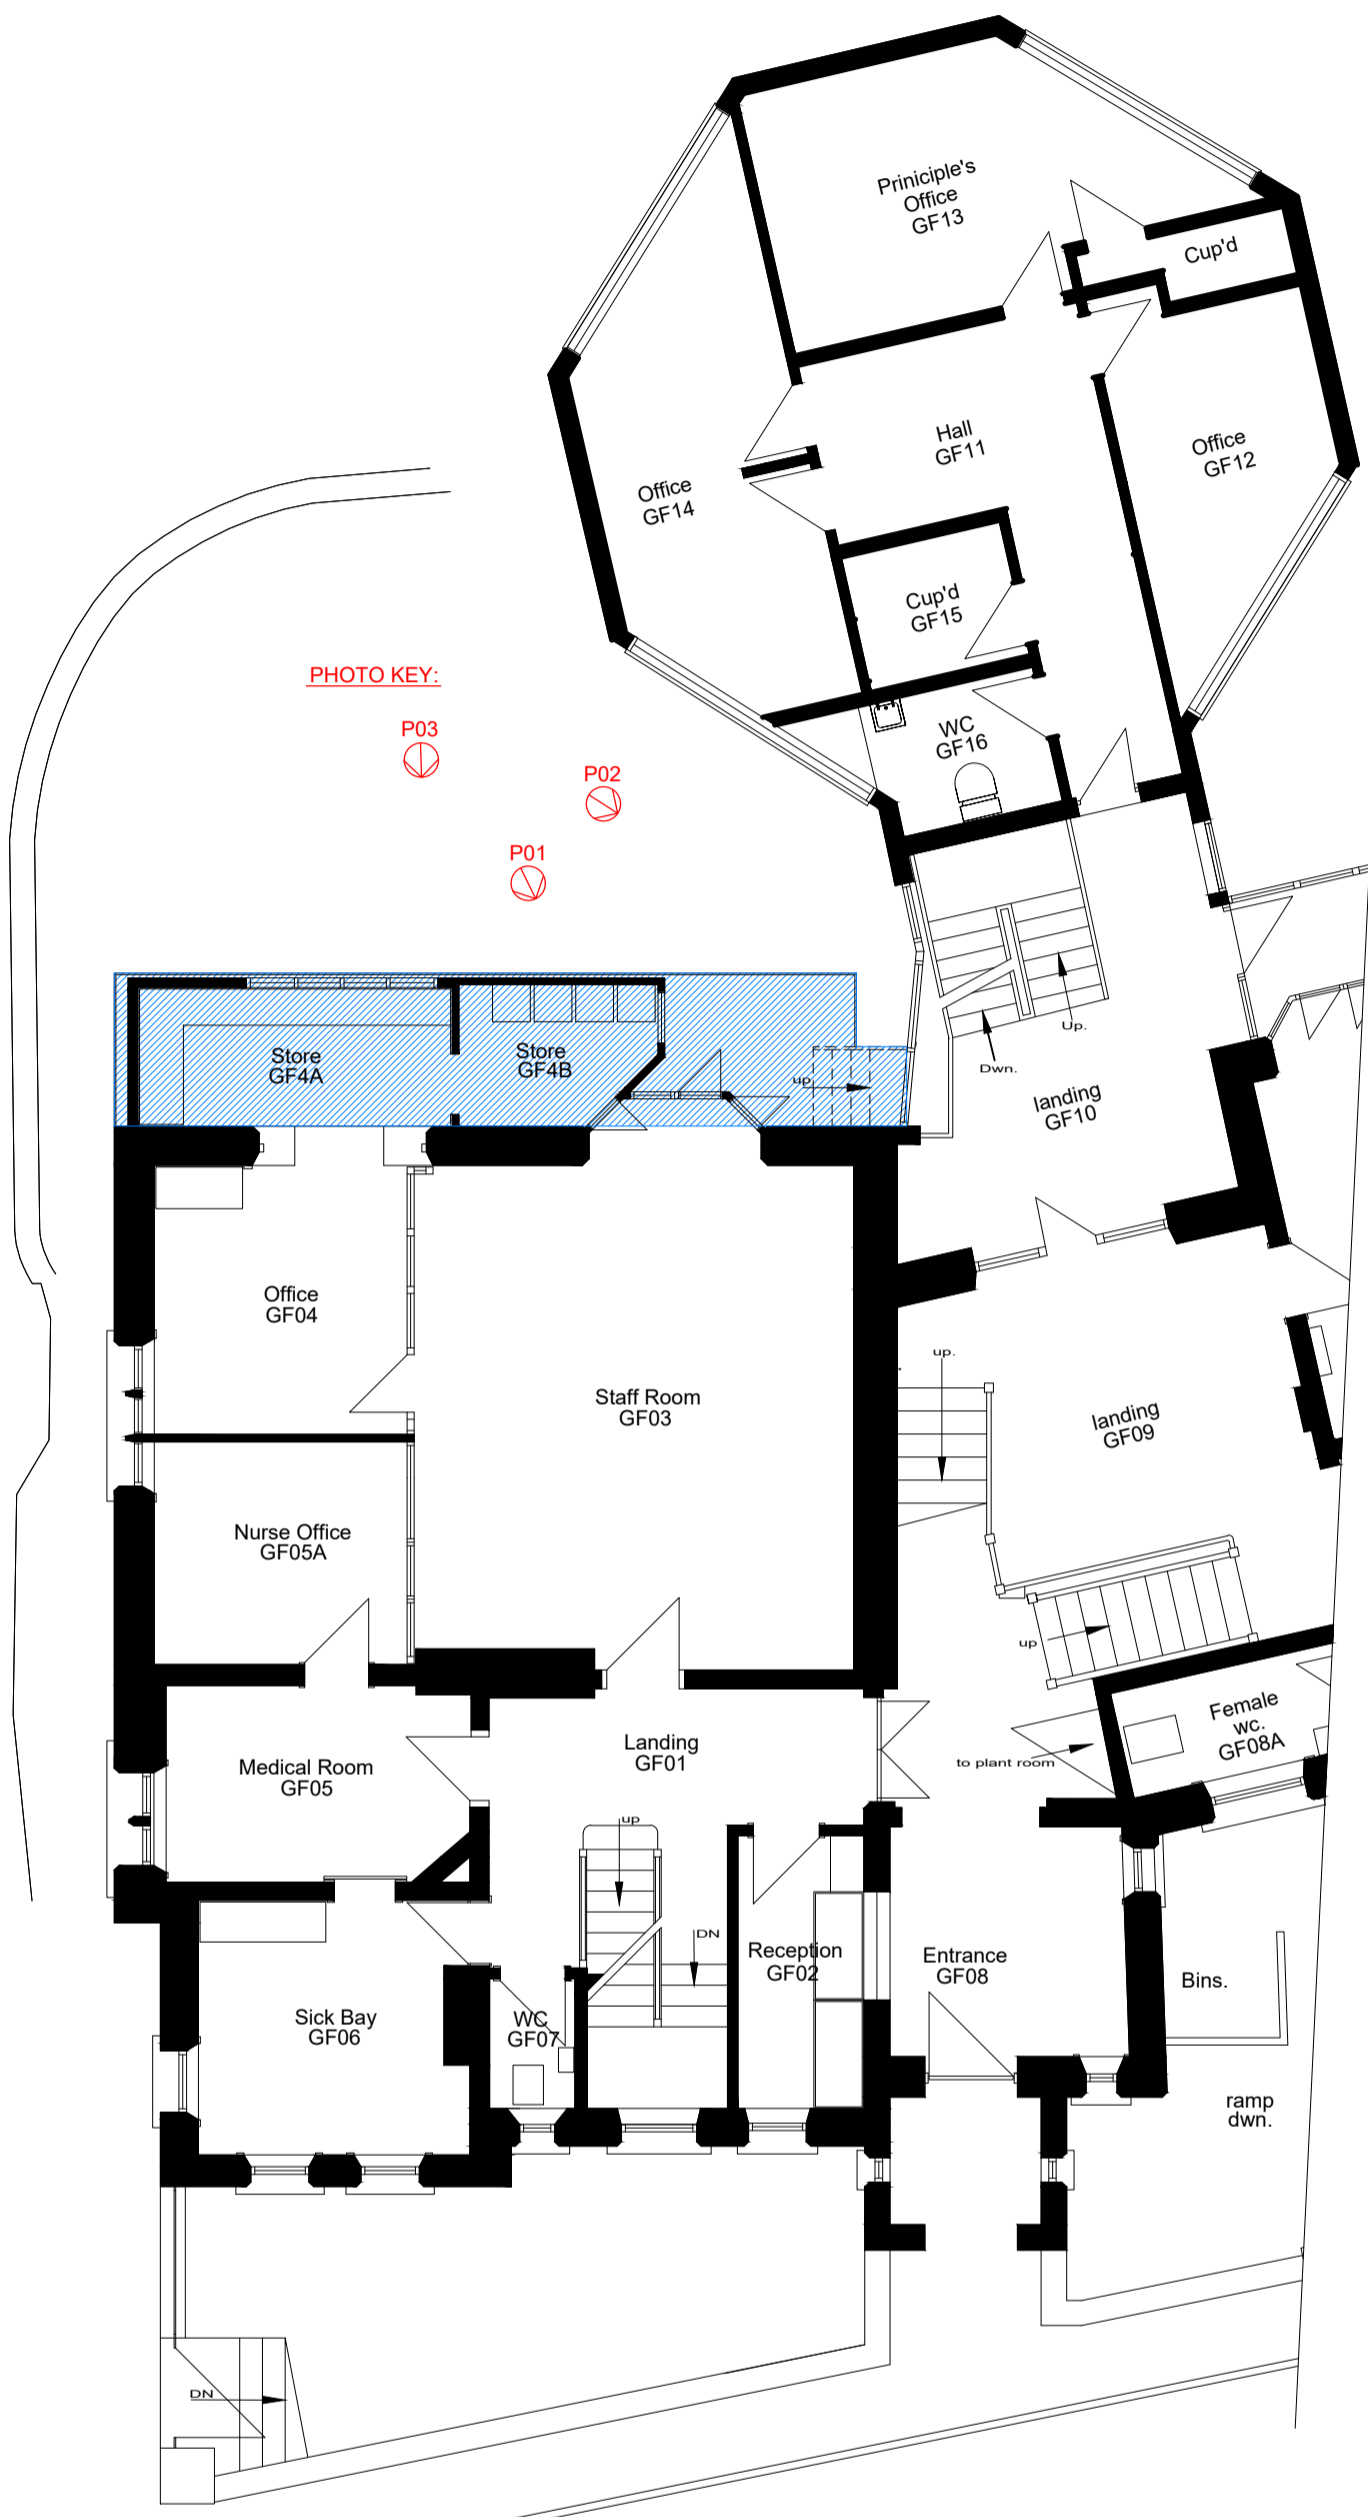 Priniciple's
Office
GF13
Cup'd
Hall
GF11
Office
GF12
Office
GF14
Cup'd
GF15
WC
GF16
PHOTO KEY:
P03
P02
P01
Up.
Dwn.
Store
GF4A
Store
GF4B
up
landing
GF10
Office
GF04
Staff Room
GF03
up.
landing
GF09
Nurse Office
GF05A
up
Female
wc.
GF08A
to plant room
Medical Room
GF05
Landing
GF01
up
DN
Reception
GF02
Entrance
GF08
Bins.
Sick Bay
GF06
WC
GF07
ramp
dwn.
DN